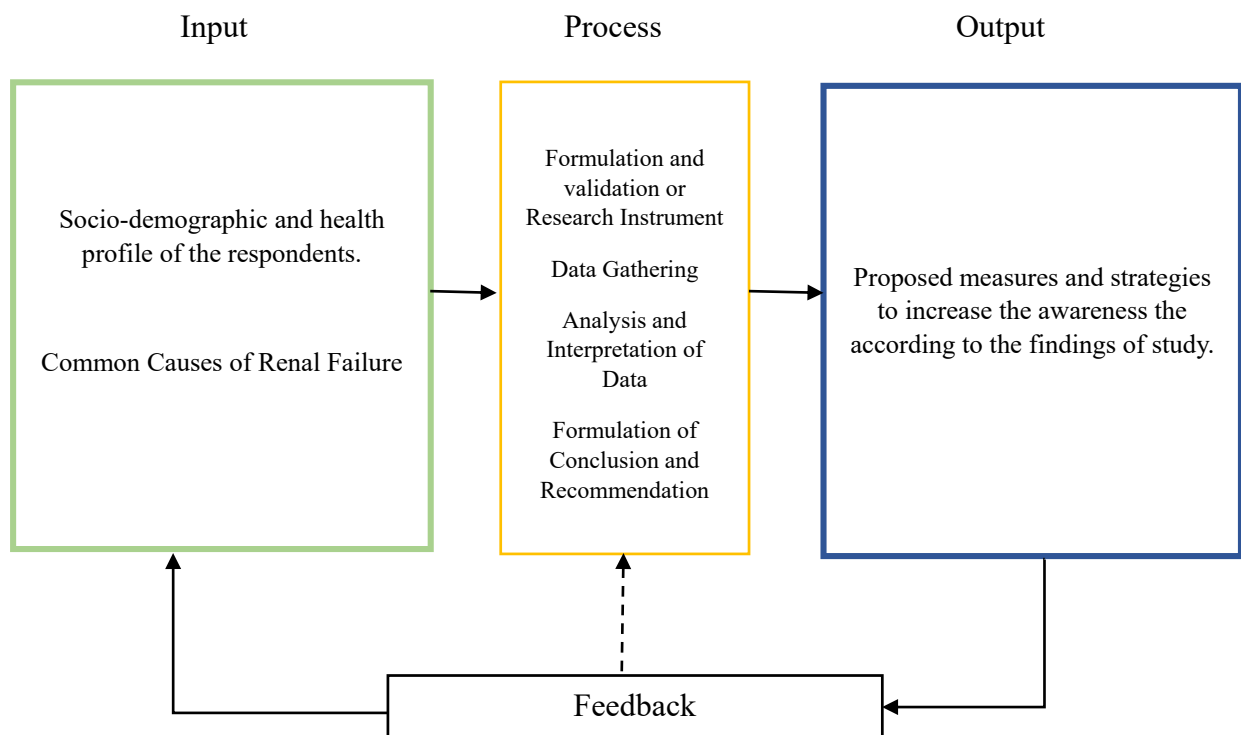 Input
Process
Output
Socio-demographic and health
profile of the respondents.
Common Causes of Renal Failure
Formulation and
validation or
Research Instrument
Data Gathering
Analysis and
Interpretation of
Data
Formulation of
Conclusion and
Recommendation
Proposed measures and strategies
to increase the awareness the
according to the findings of study.
Feedback